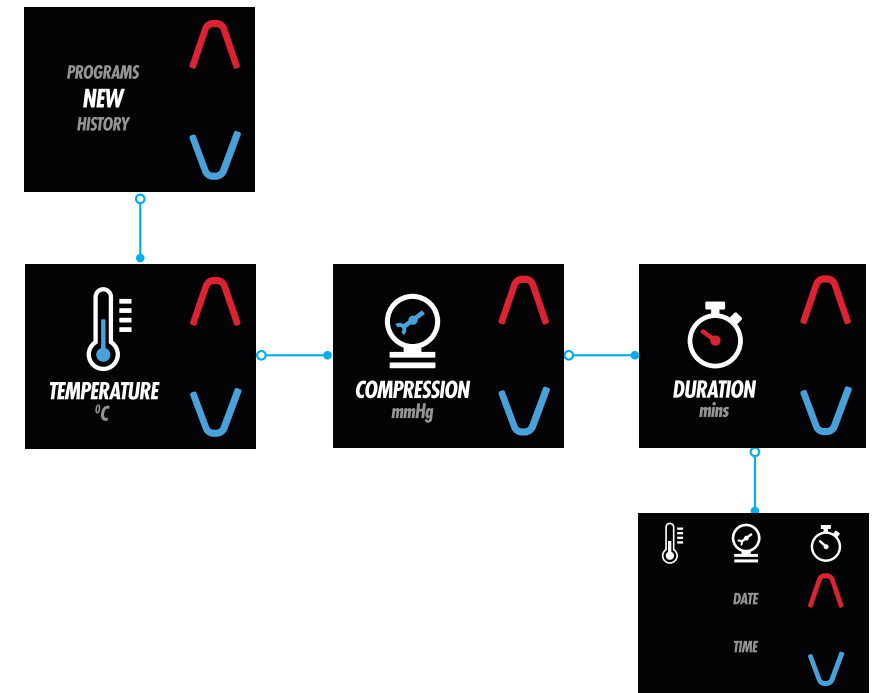 PROGRAMS
NEW
HISTORY
TEMPERATURE
⁰C
COMPRESSION
mmHg
DURATION
mins
DATE
TIME